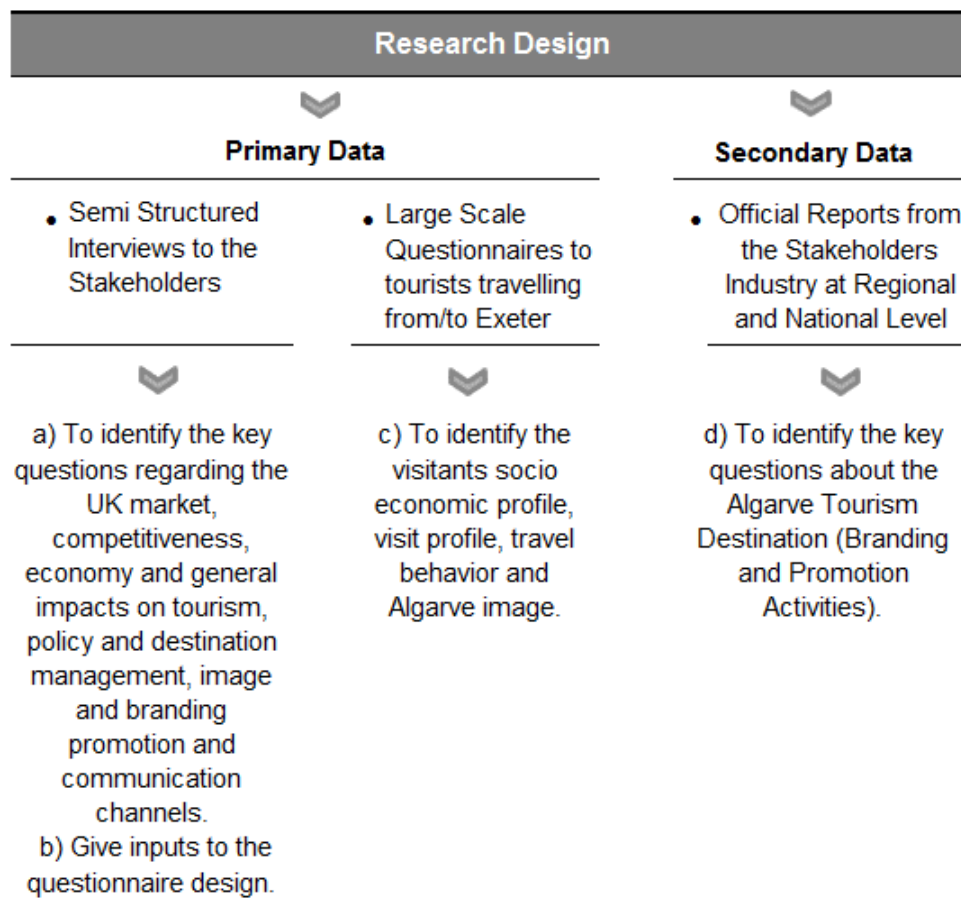 Research Design
Primary Data
Secondary Data
• Semi Structured
Interviews to the
Stakeholders
• Large Scale
Questionnaires to
tourists travelling
from/to Exeter
• Official Reports from
the Stakeholders
Industry at Regional
and National Level
a) To identify the key
questions regarding the
UK market,
competitiveness,
economy and general
impacts on tourism,
policy and destination
management, image
and branding
promotion and
communication
channels.
b) Give inputs to the
questionnaire design.
c) To identify the
visitants socio
economic profile,
visit profile, travel
behavior and
Algarve image.
d) To identify the key
questions about the
Algarve Tourism
Destination (Branding
and Promotion
Activities).